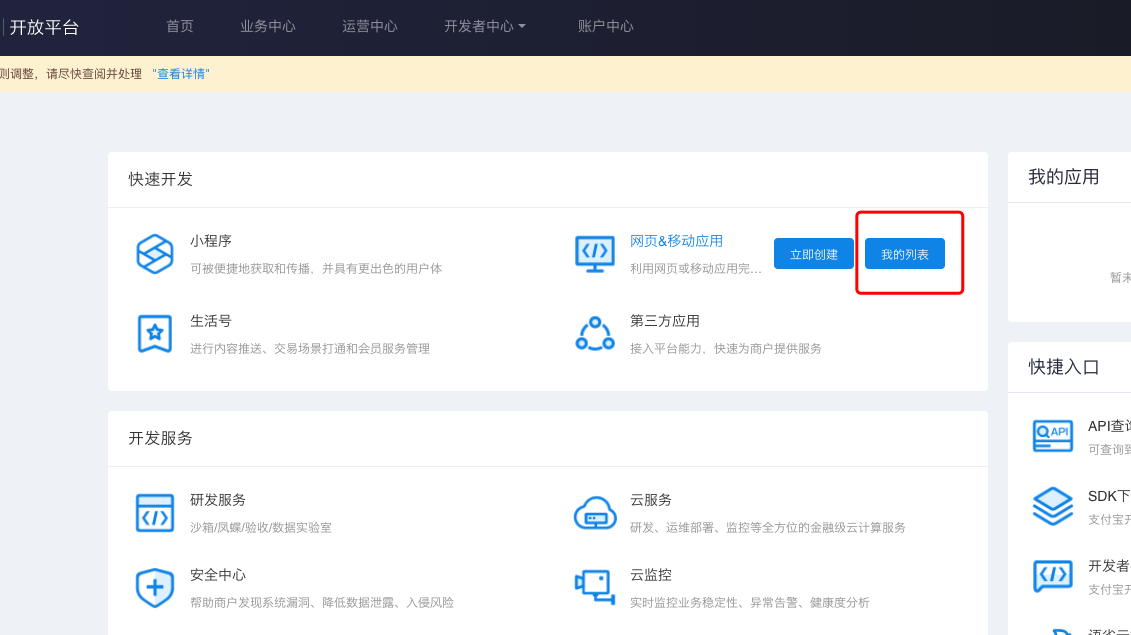 开放平台
首页
业务中心
运营中心
开发者中心
账户中心
则调整，请尽快查阅并处理 "查看详情"
快速开发
小程序
可被便捷地获取和传播，并具有更出色的用户体
网页&移动应用
利用网页或移动应用完...
立即创建
我的列表
生活号
进行内容推送、交易场景打通和会员服务管理
第三方应用
接入平台能力，快速为商户提供服务
开发服务
研发服务
沙箱/凤蝶/验收/数据实验室
云服务
研发、运维部署、监控等全方位的金融级云计算服务
安全中心
帮助商户发现系统漏洞、降低数据泄露、入侵风险
云监控
实时监控业务稳定性、异常告警、健康度分析
我的应用
暂未
快捷入口
API
API查询
可查询到
SDK下
支付宝开
开发者
支付宝开